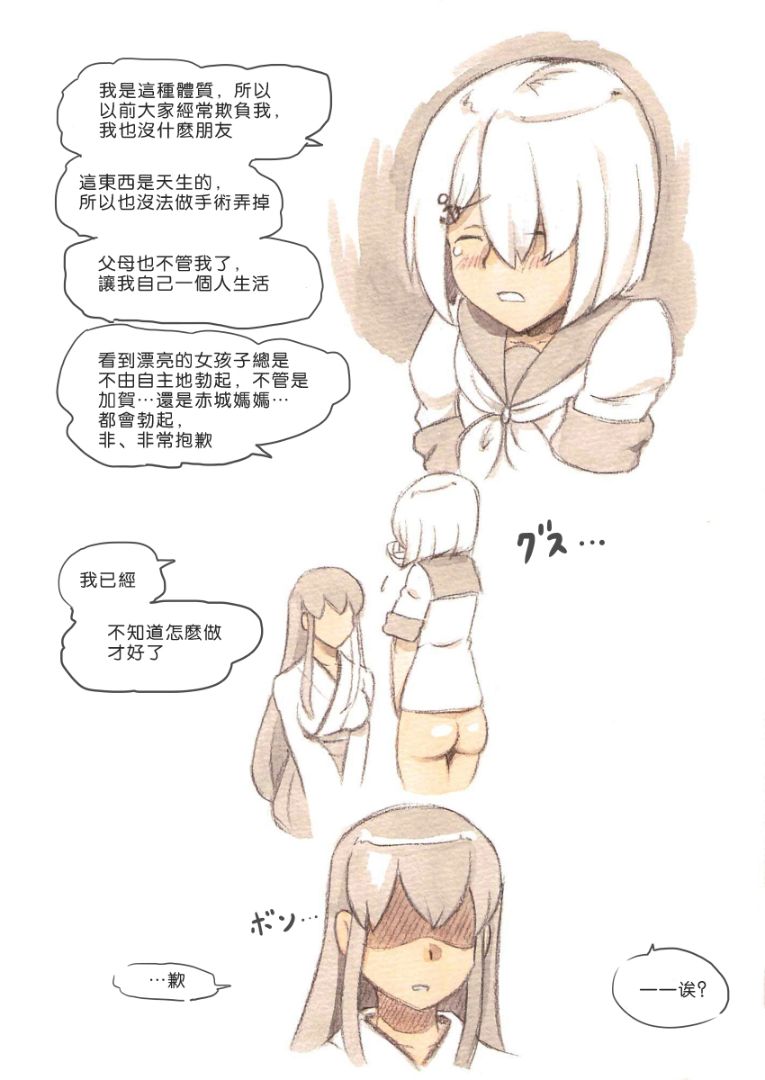 我是這種體質，所以
以前大家經常欺負我，
我也沒什麼朋友
這東西是天生的，
所以也沒法做手術弄掉
父母也不管我了，
讓我自己一個人生活
看到漂亮的女孩子總是
不由自主地勃起，不管是
加賀⋯還是赤城媽媽⋯
都會勃起，
非、非常抱歉
グス…
我已經
不知道怎麼做
才好了
ボソ…
⋯歉
一一诶？